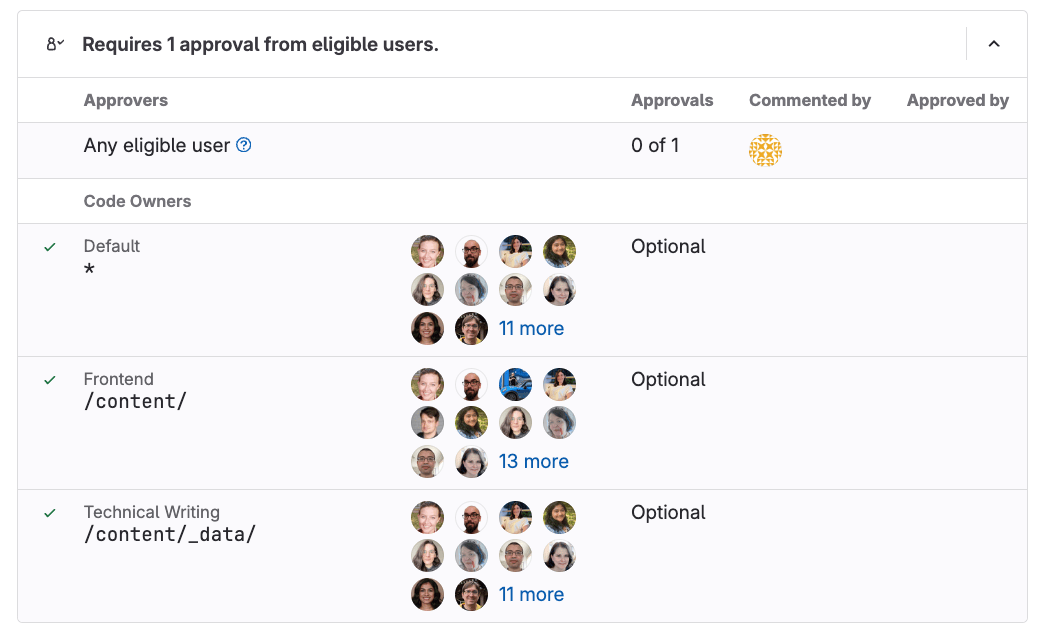 Requires 1 approval from eligible users.
Approvers Approvals Commented by Approved by
Any eligible user 0 of 1
Code Owners
Default Optional
*
11 more
Frontend Optional
/content/
13 more
Technical Writing Optional
/content/_data/
11 more